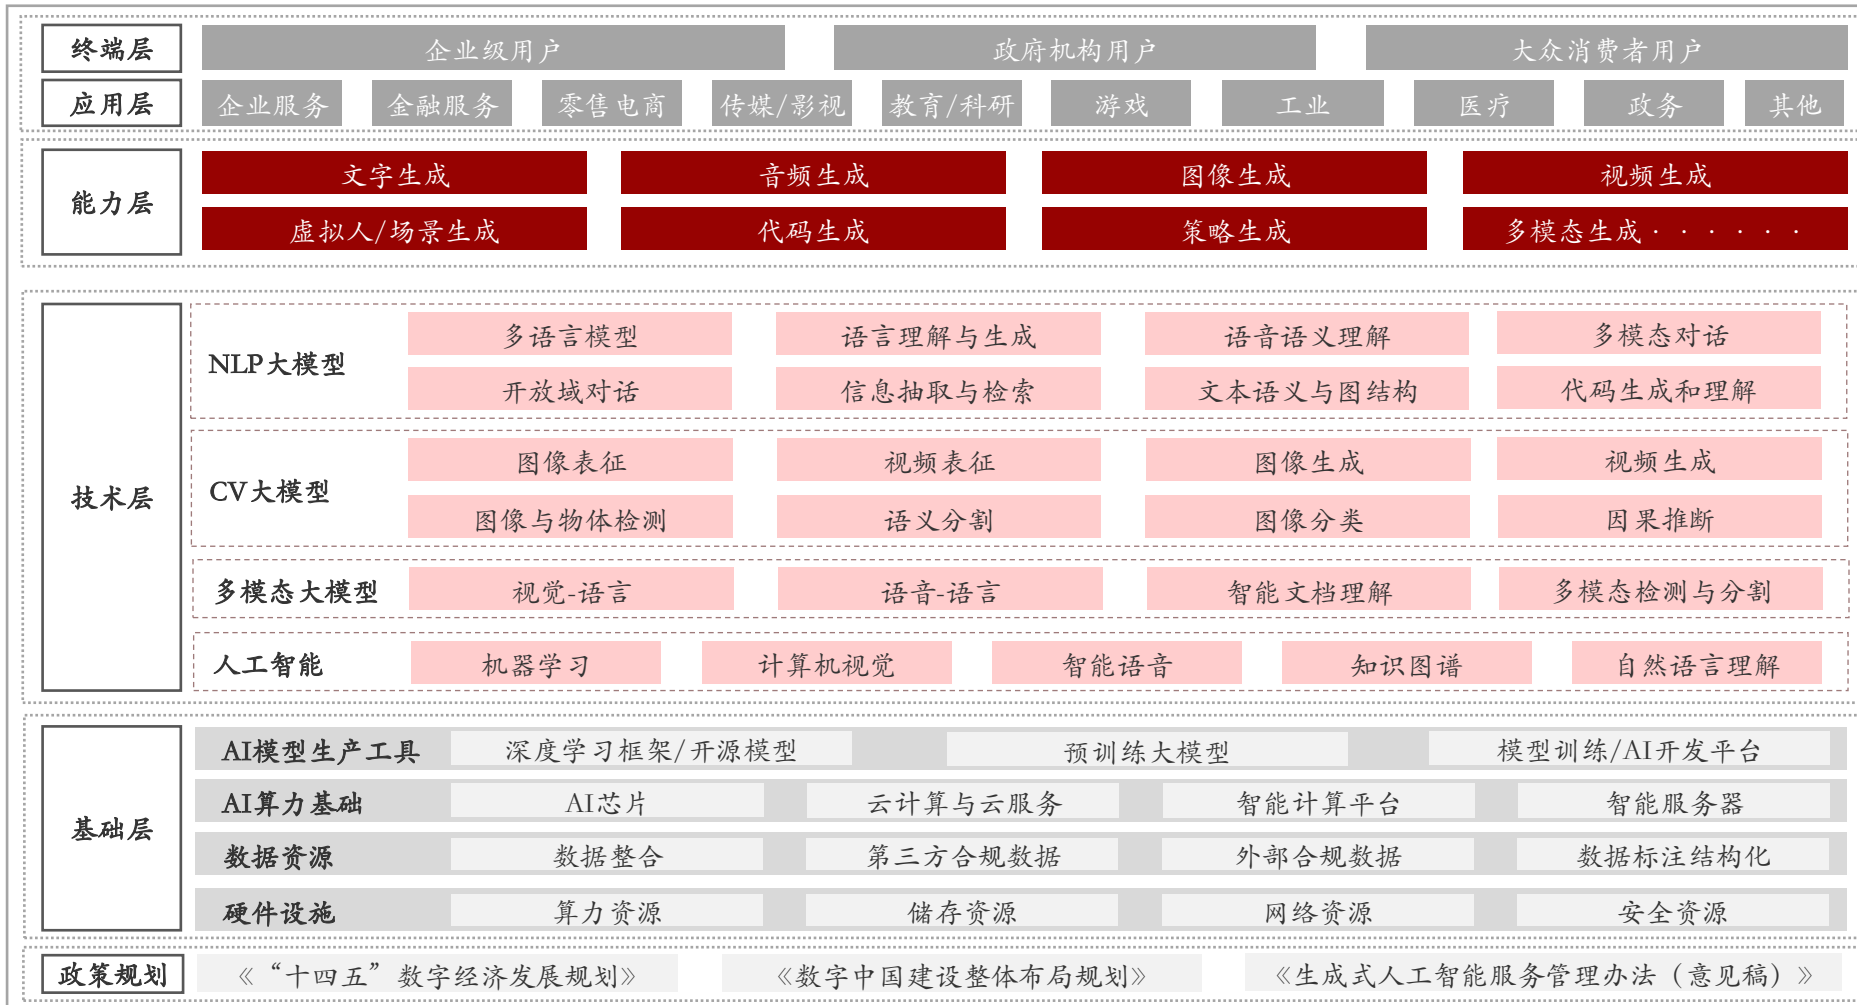 终端层 企业级用户 政府机构用户 大众消费者用户
应用层 企业服务 金融服务 零售电商 传媒/影视 教育/科研 游戏 工业 医疗 政务 其他
能力层
文字生成 音频生成 图像生成 视频生成
虚拟人/场景生成 代码生成 策略生成 多模态生成······
技术层
NLP大模型
多语言模型 语言理解与生成 语音语义理解 多模态对话
开放域对话 信息抽取与检索 文本语义与图结构 代码生成和理解
CV大模型
图像表征 视频表征 图像生成 视频生成
图像与物体检测 语义分割 图像分类 因果推断
多模态大模型 视觉-语言 语音-语言 智能文档理解 多模态检测与分割
人工智能 机器学习 计算机视觉 智能语音 知识图谱 自然语言理解
基础层
AI模型生产工具 深度学习框架/开源模型 预训练大模型 模型训练/AI开发平台
AI算力基础 AI芯片 云计算与云服务 智能计算平台 智能服务器
数据资源 数据整合 第三方合规数据 外部合规数据 数据标注结构化
硬件设施 算力资源 储存资源 网络资源 安全资源
政策规划 《“十四五”数字经济发展规划》 《数字中国建设整体布局规划》 《生成式人工智能服务管理办法（意见稿）》